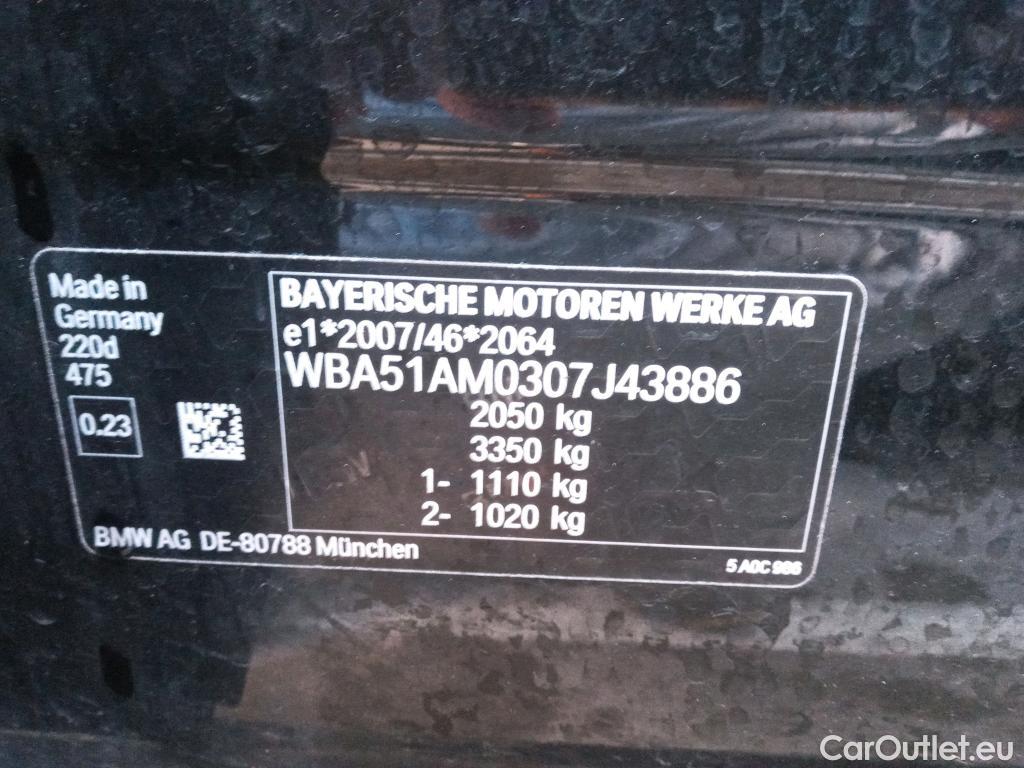 Made in
Germany
220d
475
0.23
BAYERISCHE MOTOREN WERKE AG
e1*2007/46*2064
WBA51AM0307J43886
2050 kg
3350 kg
1- 1110 kg
2- 1020 kg
BMW AG DE-80788 München
5 A0C 986
CarOutlet.eu